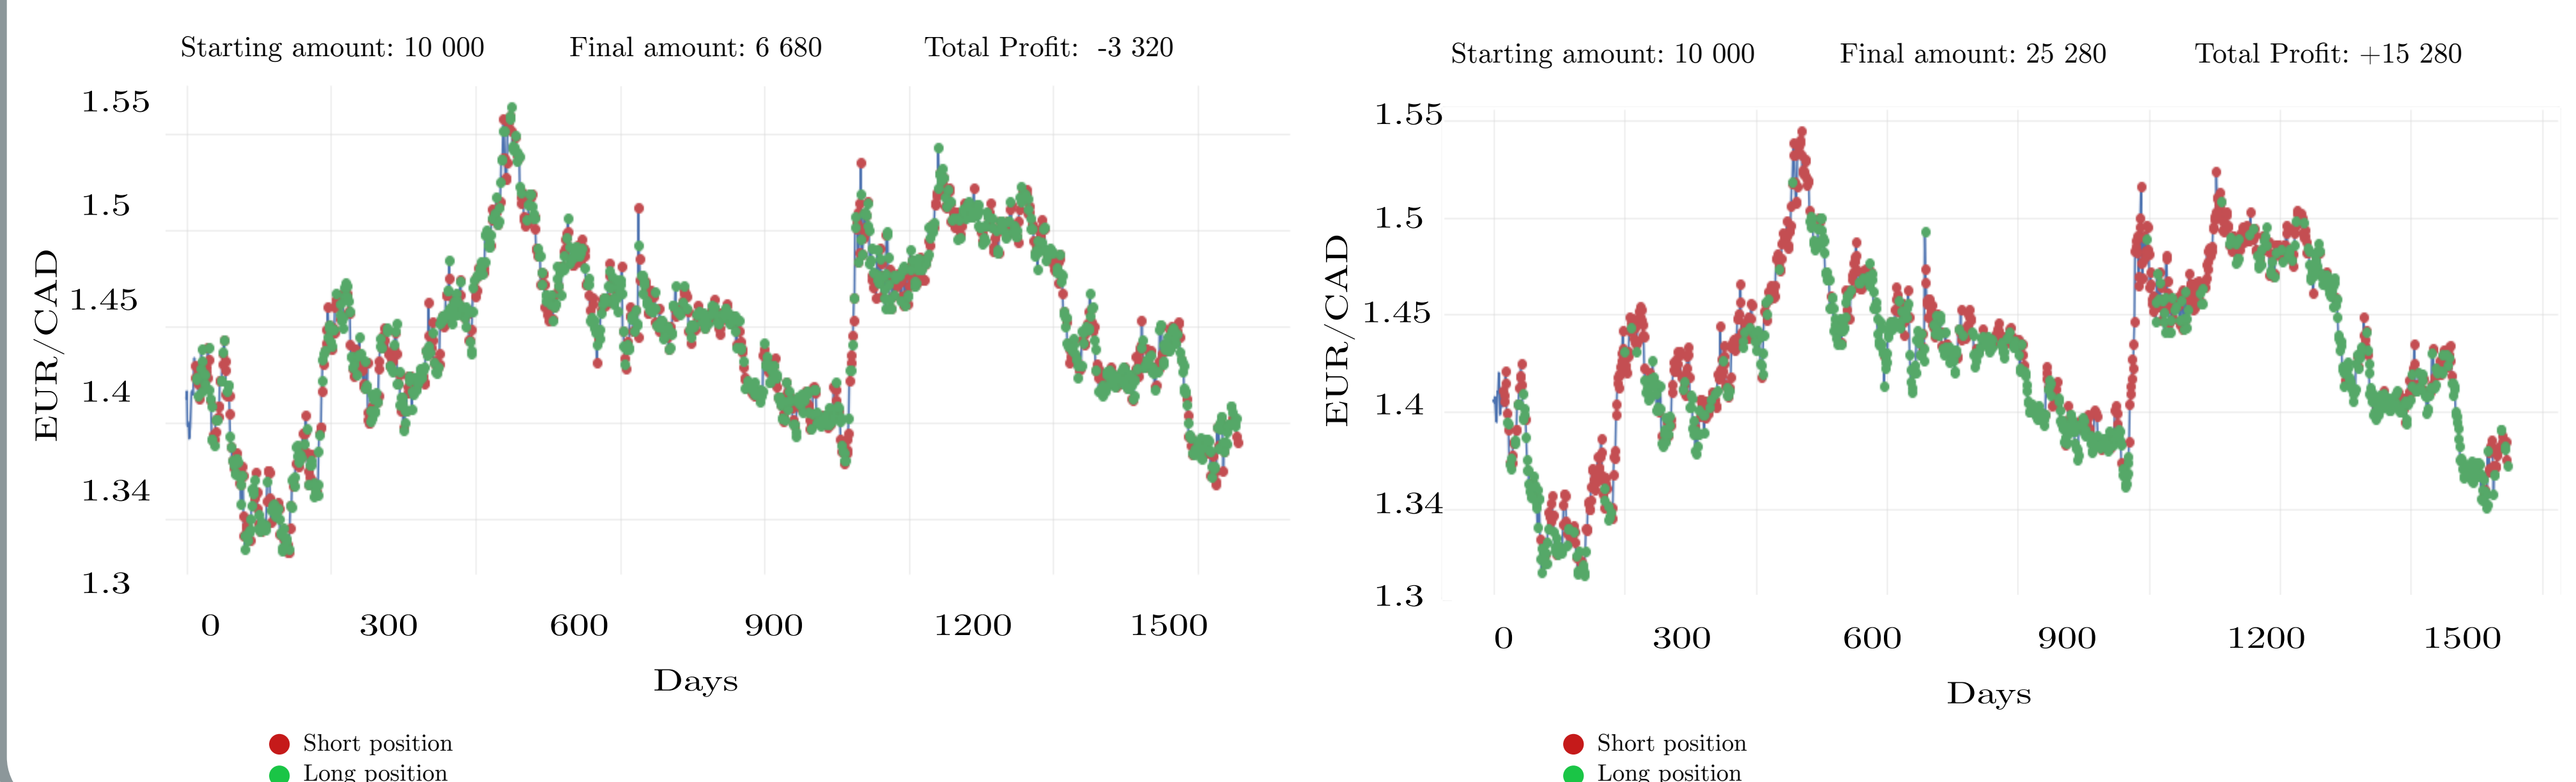 Starting amount: 10 000 Final amount: 6 680 Total Profit: -3 320
1.55
1.5
1.45
1.4
1.34
1.3
EUR/CAD
0 300 600 900 1200 1500
Days
Short position
Long position
Starting amount: 10 000 Final amount: 25 280 Total Profit: +15 280
1.55
1.5
1.45
1.4
1.34
1.3
EUR/CAD
0 300 600 900 1200 1500
Days
Short position
Long position